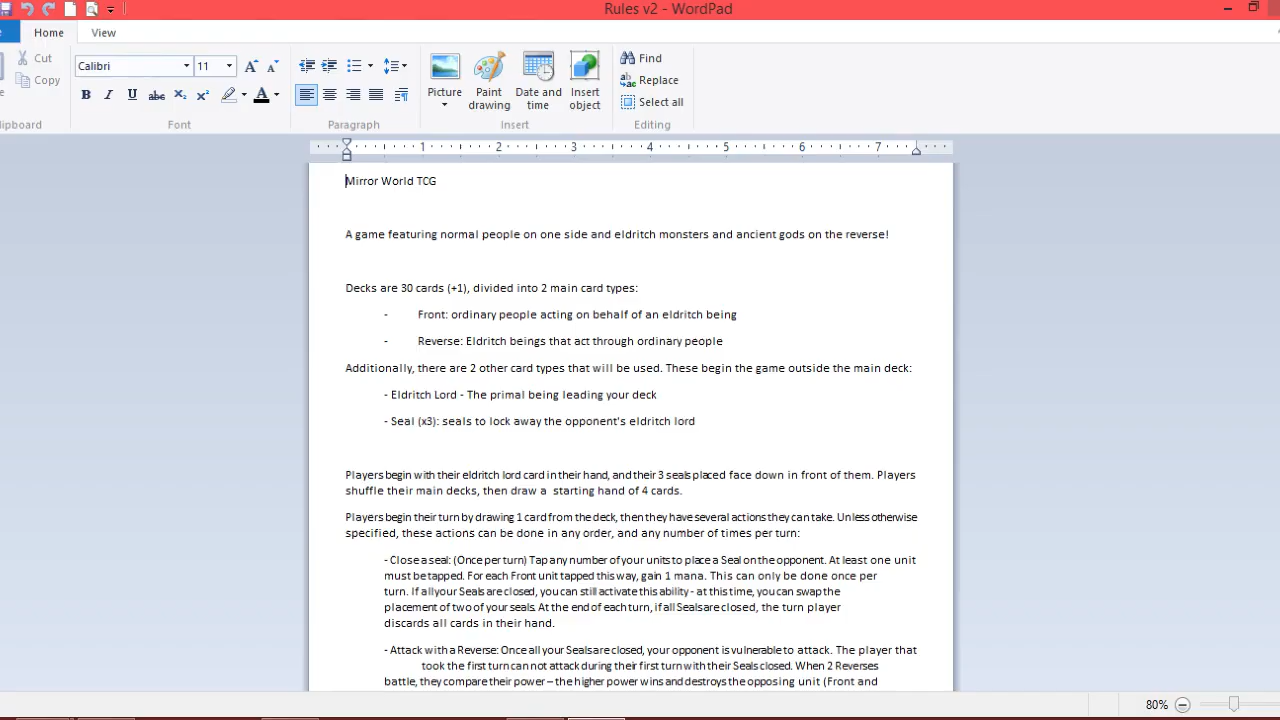 Rules v2 - WordPad
Home View
Cut
Copy
Calibri 11
Picture
Paint drawing
Date and time
Insert object
Find
Replace
Select all
Font Paragraph Insert Editing
1 2 3 4 5 6 7
Mirror World TCG
A game featuring normal people on one side and eldritch monsters and ancient gods on the reverse!
Decks are 30 cards (+1), divided into 2 main card types:
- Front: ordinary people acting on behalf of an eldritch being
- Reverse: Eldritch beings that act through ordinary people
Additionally, there are 2 other card types that will be used. These begin the game outside the main deck:
- Eldritch Lord - The primal being leading your deck
- Seal (x3): seals to lock away the opponent's eldritch lord
Players begin with their eldritch lord card in their hand, and their 3 seals placed face down in front of them. Players
shuffle their main decks, then draw a starting hand of 4 cards.
Players begin their turn by drawing 1 card from the deck, then they have several actions they can take. Unless otherwise
specified, these actions can be done in any order, and any number of times per turn:
- Close a seal: (Once per turn) Tap any number of your units to place a Seal on the opponent. At least one unit
must be tapped. For each Front unit tapped this way, gain 1 mana. This can only be done once per
turn. If all your Seals are closed, you can still activate this ability - at this time, you can swap the
placement of two of your seals. At the end of each turn, if all Seals are closed, the turn player
discards all cards in their hand.
- Attack with a Reverse: Once all your Seals are closed, your opponent is vulnerable to attack. The player that
took the first turn can not attack during their first turn with their Seals closed. When 2 Reverses
battle, they compare their power – the higher power wins and destroys the opposing unit (Front and
80%